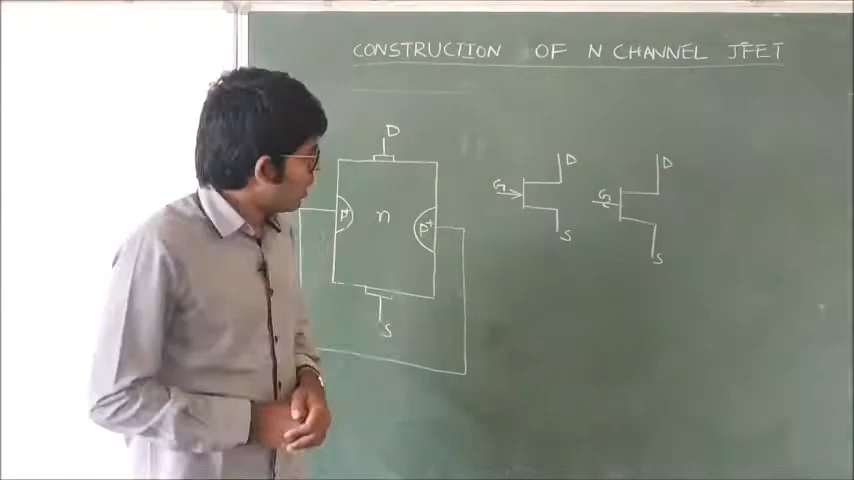 CONSTRUCTION OF N CHANNEL JFET
D
P+ n P+
S
G D
S
G D
S